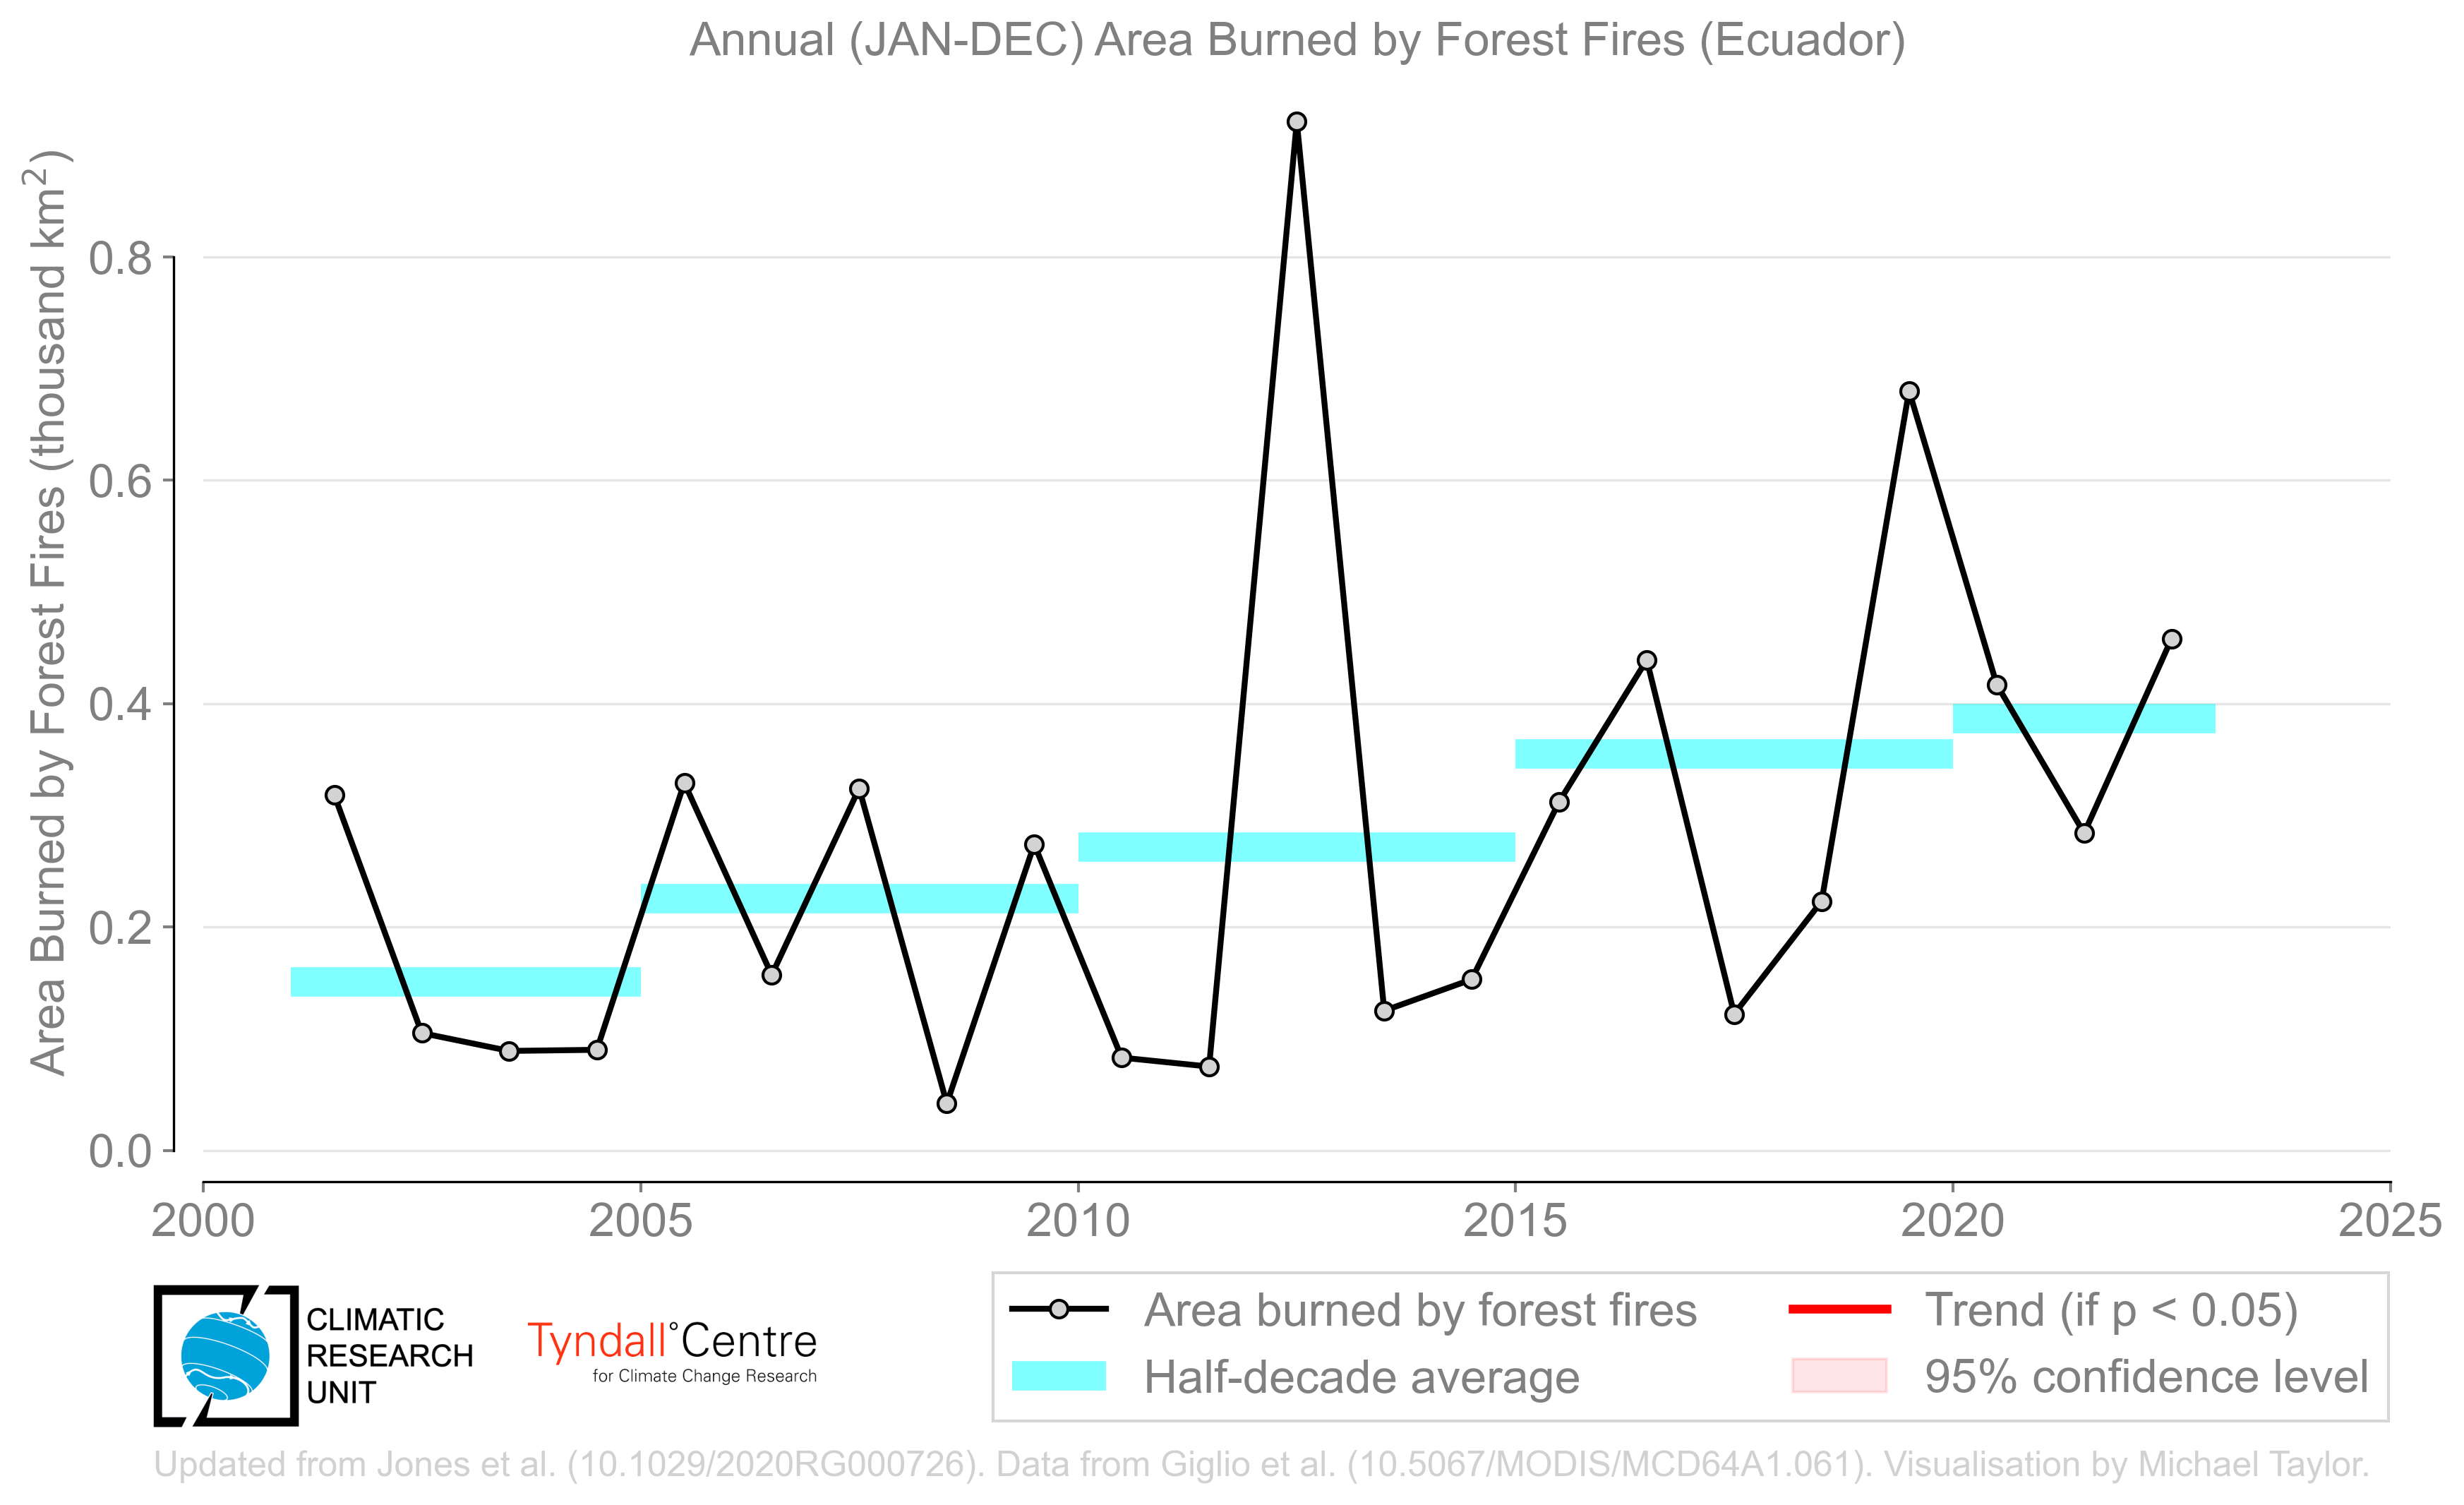 Annual (JAN-DEC) Area Burned by Forest Fires (Ecuador)
Area Burned by Forest Fires (thousand km²)
0.8
0.6
0.4
0.2
0.0
2000 2005 2010 2015 2020 2025
CLIMATIC
RESEARCH
UNIT
Tyndall°Centre
for Climate Change Research
Area burned by forest fires
Half-decade average
Trend (if p < 0.05)
95% confidence level
Updated from Jones et al. (10.1029/2020RG000726). Data from Giglio et al. (10.5067/MODIS/MCD64A1.061). Visualisation by Michael Taylor.